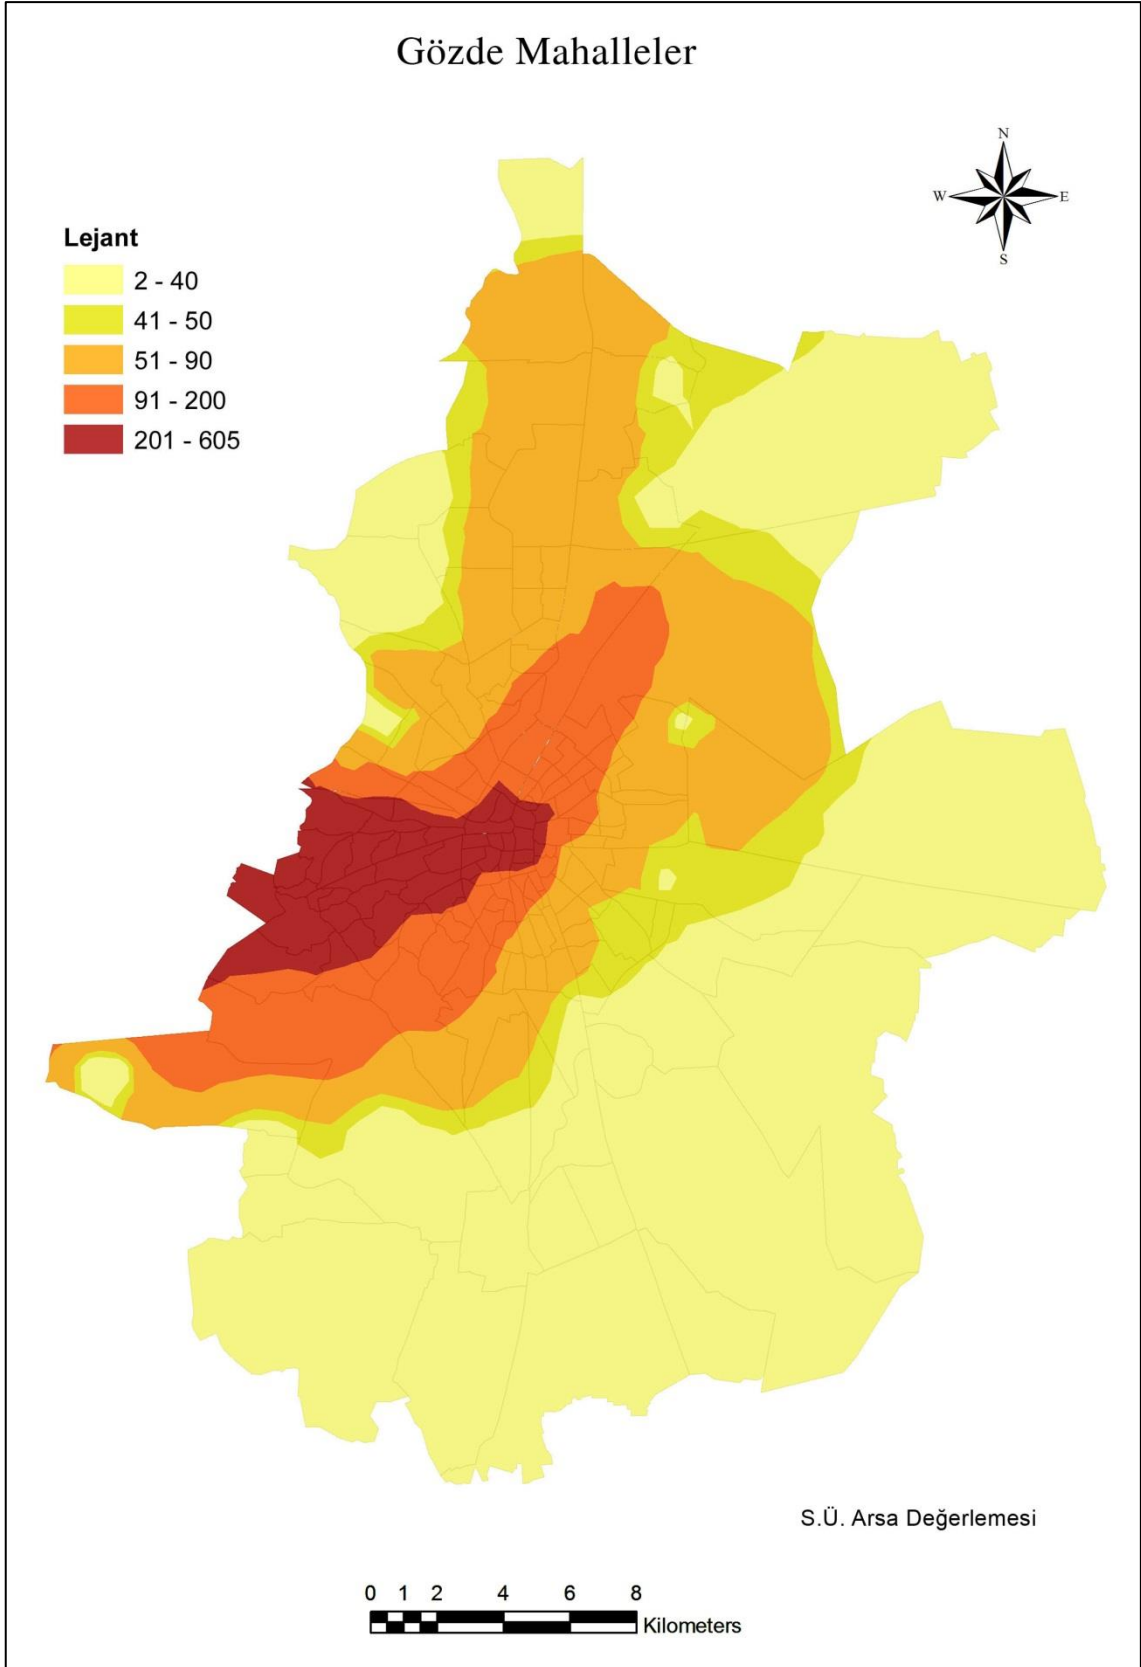 Gözde Mahalleler
N
W E
S
Lejant
2 - 40
41 - 50
51 - 90
91 - 200
201 - 605
S.Ü. Arsa Değerlemesi
0 1 2 4 6 8
Kilometers